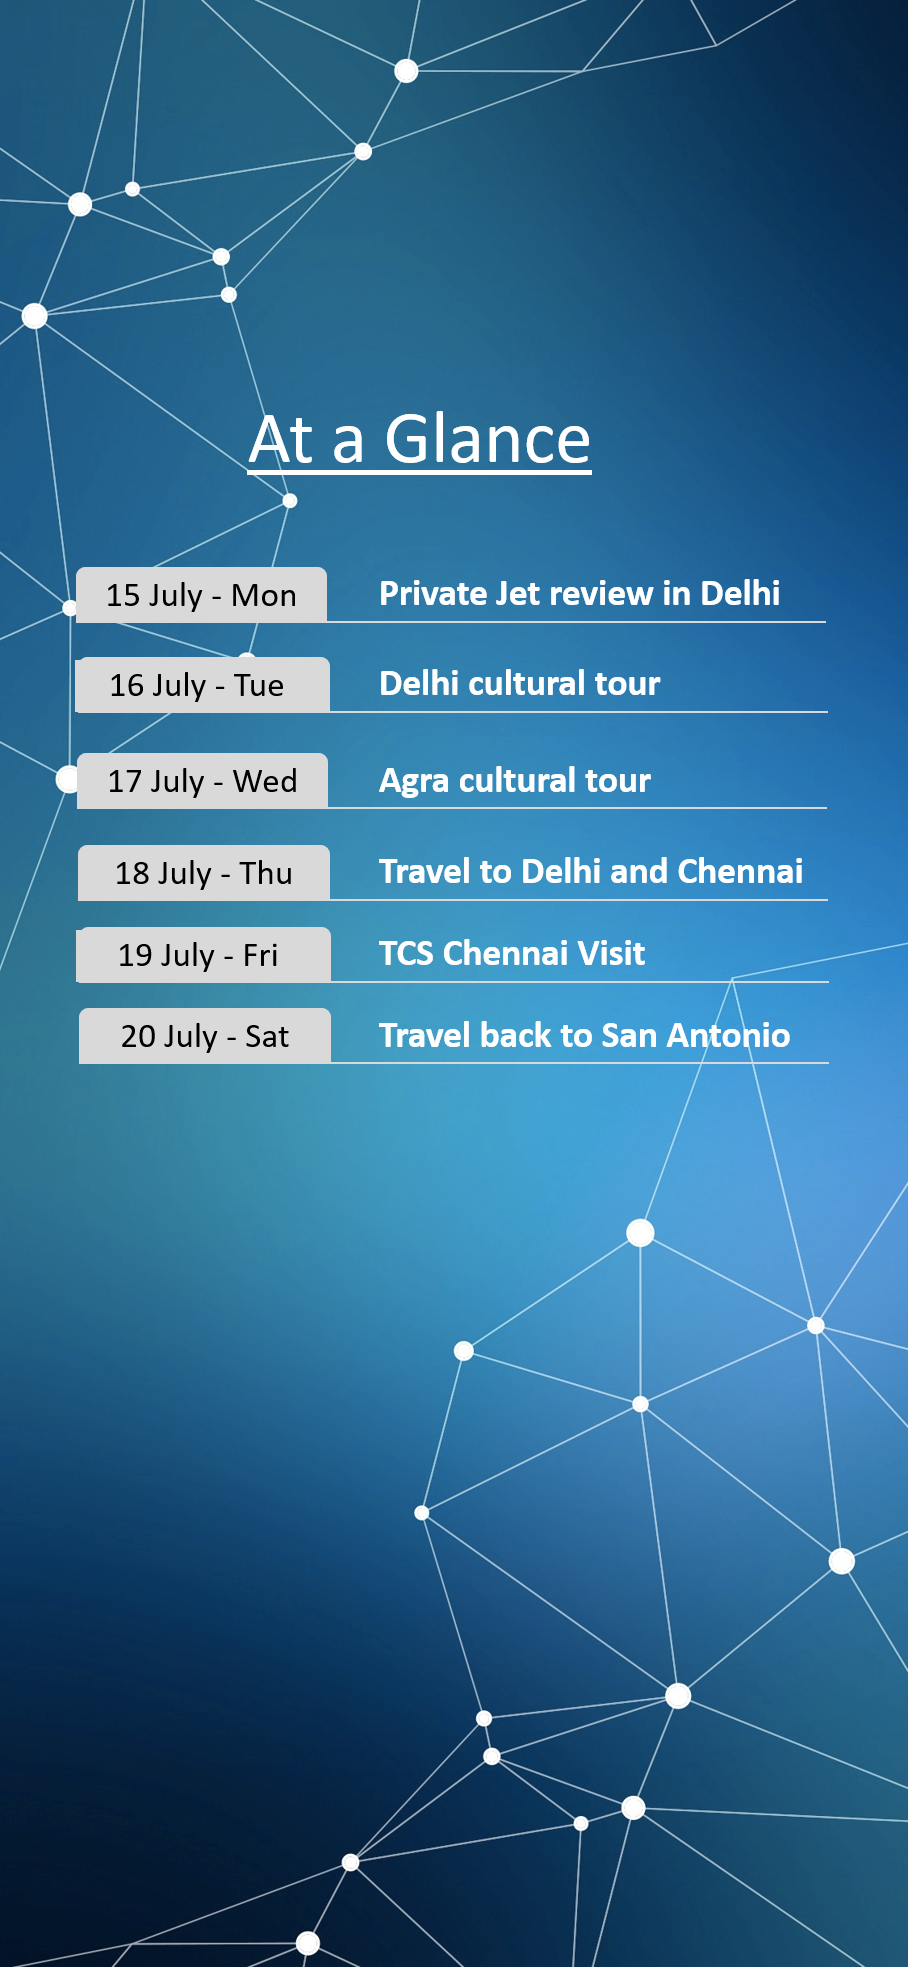 At a Glance
15 July - Mon Private Jet review in Delhi
16 July - Tue Delhi cultural tour
17 July - Wed Agra cultural tour
18 July - Thu Travel to Delhi and Chennai
19 July - Fri TCS Chennai Visit
20 July - Sat Travel back to San Antonio